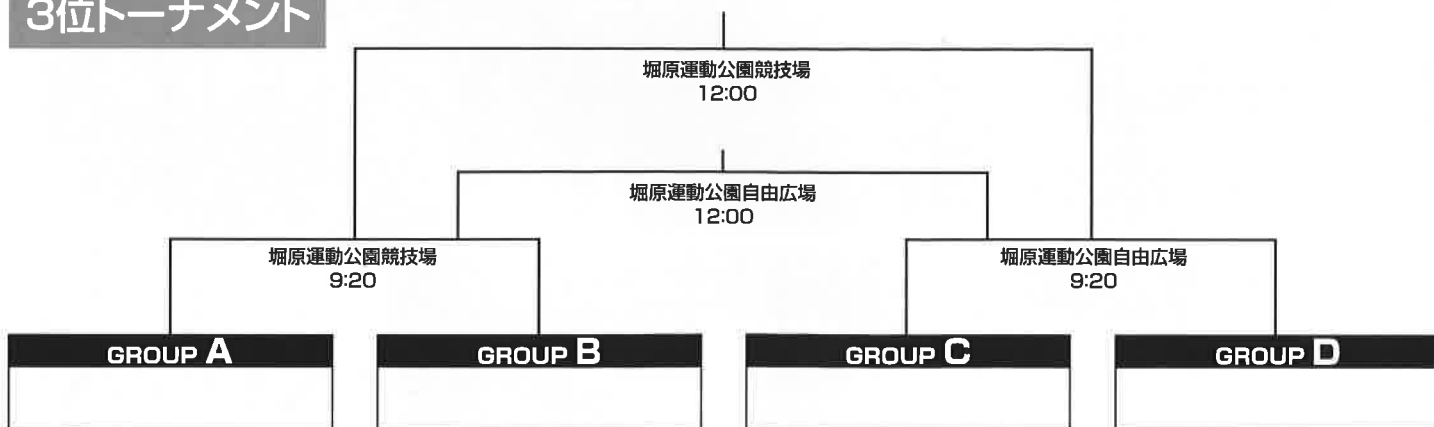 3位トーナメント
堀原運動公園競技場
12:00
堀原運動公園自由広場
12:00
堀原運動公園競技場
9:20
堀原運動公園自由広場
9:20
GROUP A
GROUP B
GROUP C
GROUP D